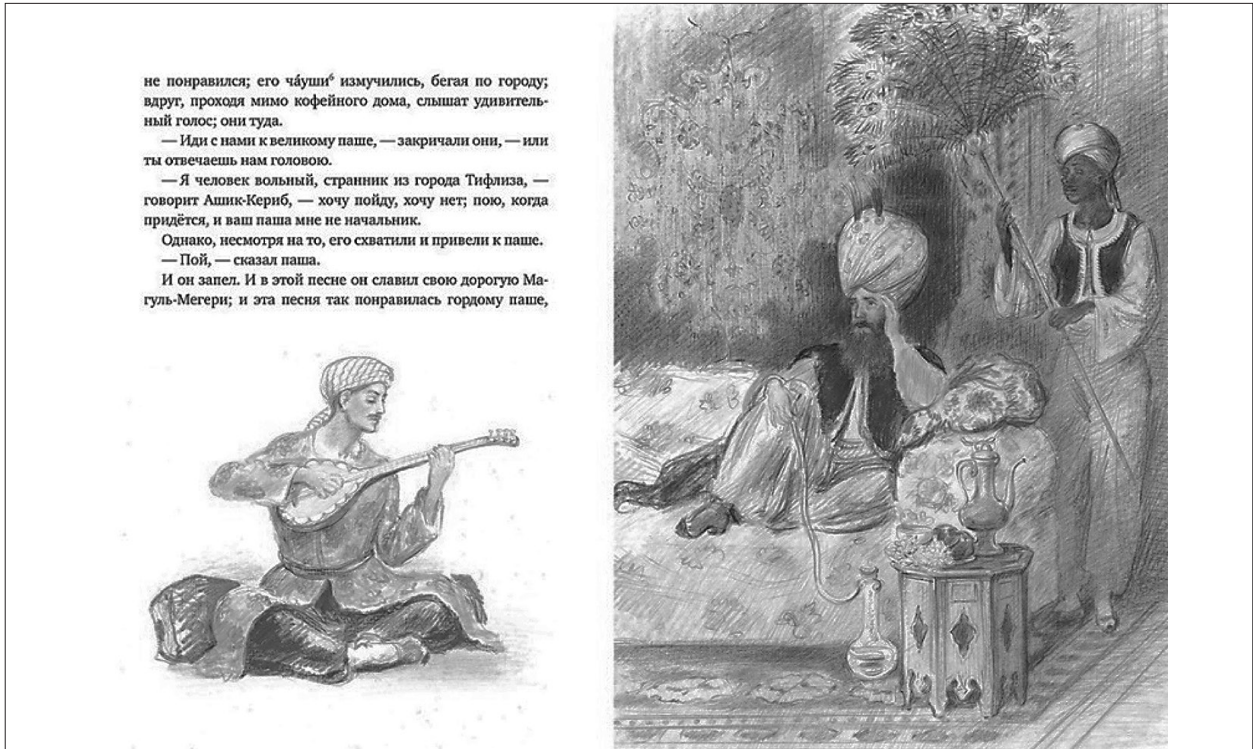 не понравился; его ча́уши⁶ измучились, бегая по городу;
вдруг, проходя мимо кофейного дома, слышат удивитель-
ный голос; они туда.
— Иди с нами к великому паше, — закричали они, — или
ты отвечаешь нам головою.
— Я человек вольный, странник из города Тифлиза, —
говорит Ашик-Кериб, — хочу пойду, хочу нет; пою, когда
придётся, и ваш паша мне не начальник.
Однако, несмотря на то, его схватили и привели к паше.
— Пой, — сказал паша.
И он запел. И в этой песне он славил свою дорогую Ма-
гуль-Мегери; и эта песня так понравилась гордому паше,